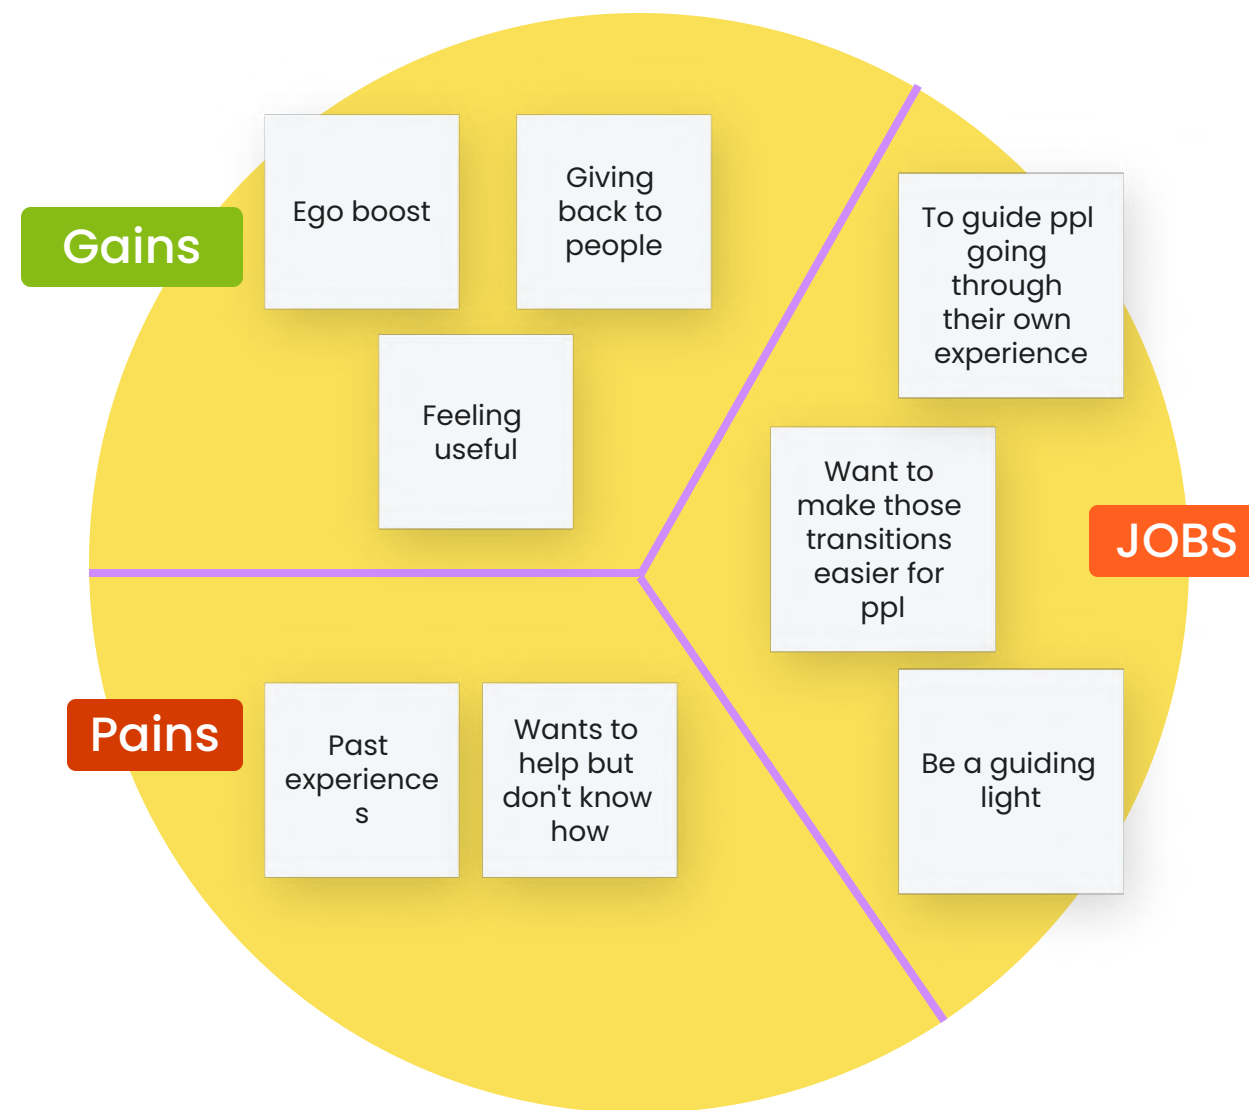 Gains
Ego boost
Giving
back to
people
Feeling
useful
To guide ppl
going
through
their own
experience
Want to
make those
transitions
easier for
ppl
JOBS
Be a guiding
light
Pains
Past
experience
s
Wants to
help but
don't know
how